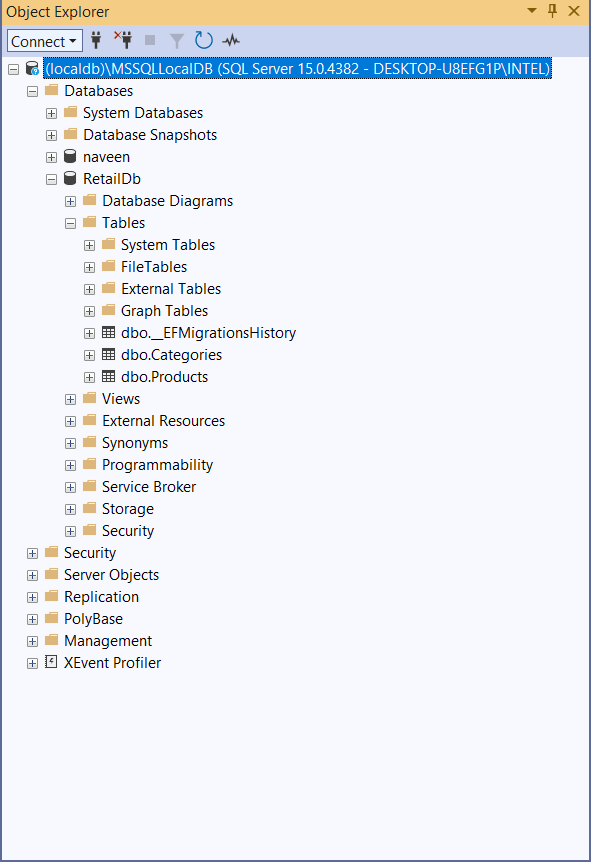 Object Explorer
Connect
(localdb)\MSSQLLocalDB (SQL Server 15.0.4382 - DESKTOP-U8EFG1P\INTEL)
Databases
System Databases
Database Snapshots
naveen
RetailDb
Database Diagrams
Tables
System Tables
FileTables
External Tables
Graph Tables
dbo.__EFMigrationsHistory
dbo.Categories
dbo.Products
Views
External Resources
Synonyms
Programmability
Service Broker
Storage
Security
Security
Server Objects
Replication
PolyBase
Management
XEvent Profiler